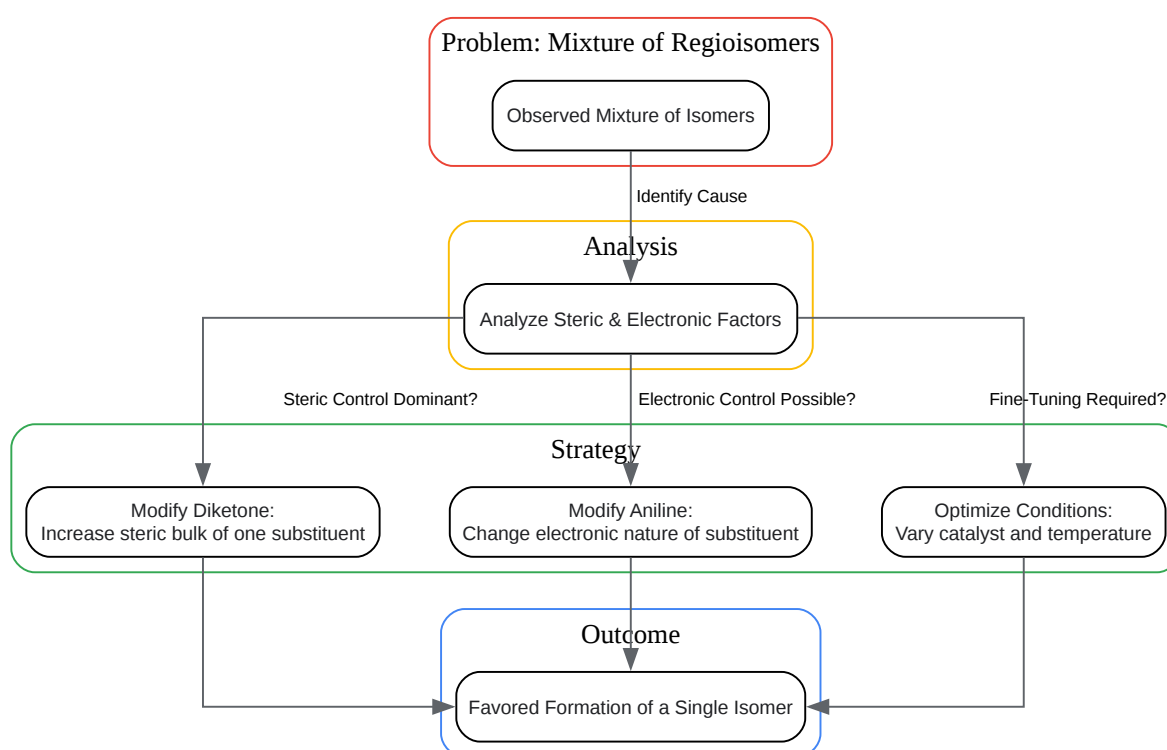 Problem: Mixture of Regioisomers
Observed Mixture of Isomers
Identify Cause
Analysis
Analyze Steric & Electronic Factors
Steric Control Dominant?
Electronic Control Possible?
Fine-Tuning Required?
Strategy
Modify Diketone:
Increase steric bulk of one substituent
Modify Aniline:
Change electronic nature of substituent
Optimize Conditions:
Vary catalyst and temperature
Outcome
Favored Formation of a Single Isomer